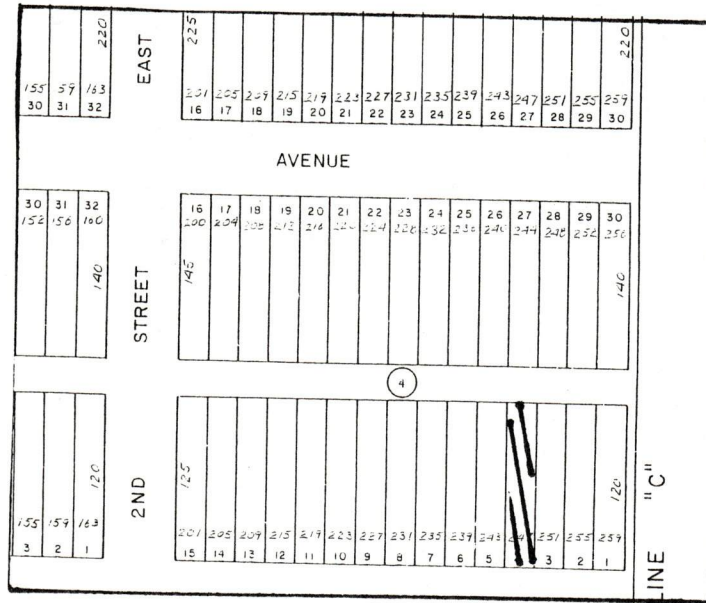 220 225 220
EAST
155 59 163 201 205 209 215 219 223 227 231 235 239 243 247 251 255 259
30 31 32 16 17 18 19 20 21 22 23 24 25 26 27 28 29 30
AVENUE
30 31 32 16 17 18 19 20 21 22 23 24 25 26 27 28 29 30
152 156 160 200 204 208 212 216 220 224 228 232 236 240 244 248 252 256
140 145 140
STREET
4
120 125 120
2ND
LINE "C"
155 159 163 201 205 209 215 219 223 227 231 235 239 243 251 255 259
3 2 1 15 14 13 12 11 10 9 8 7 6 5 3 2 1